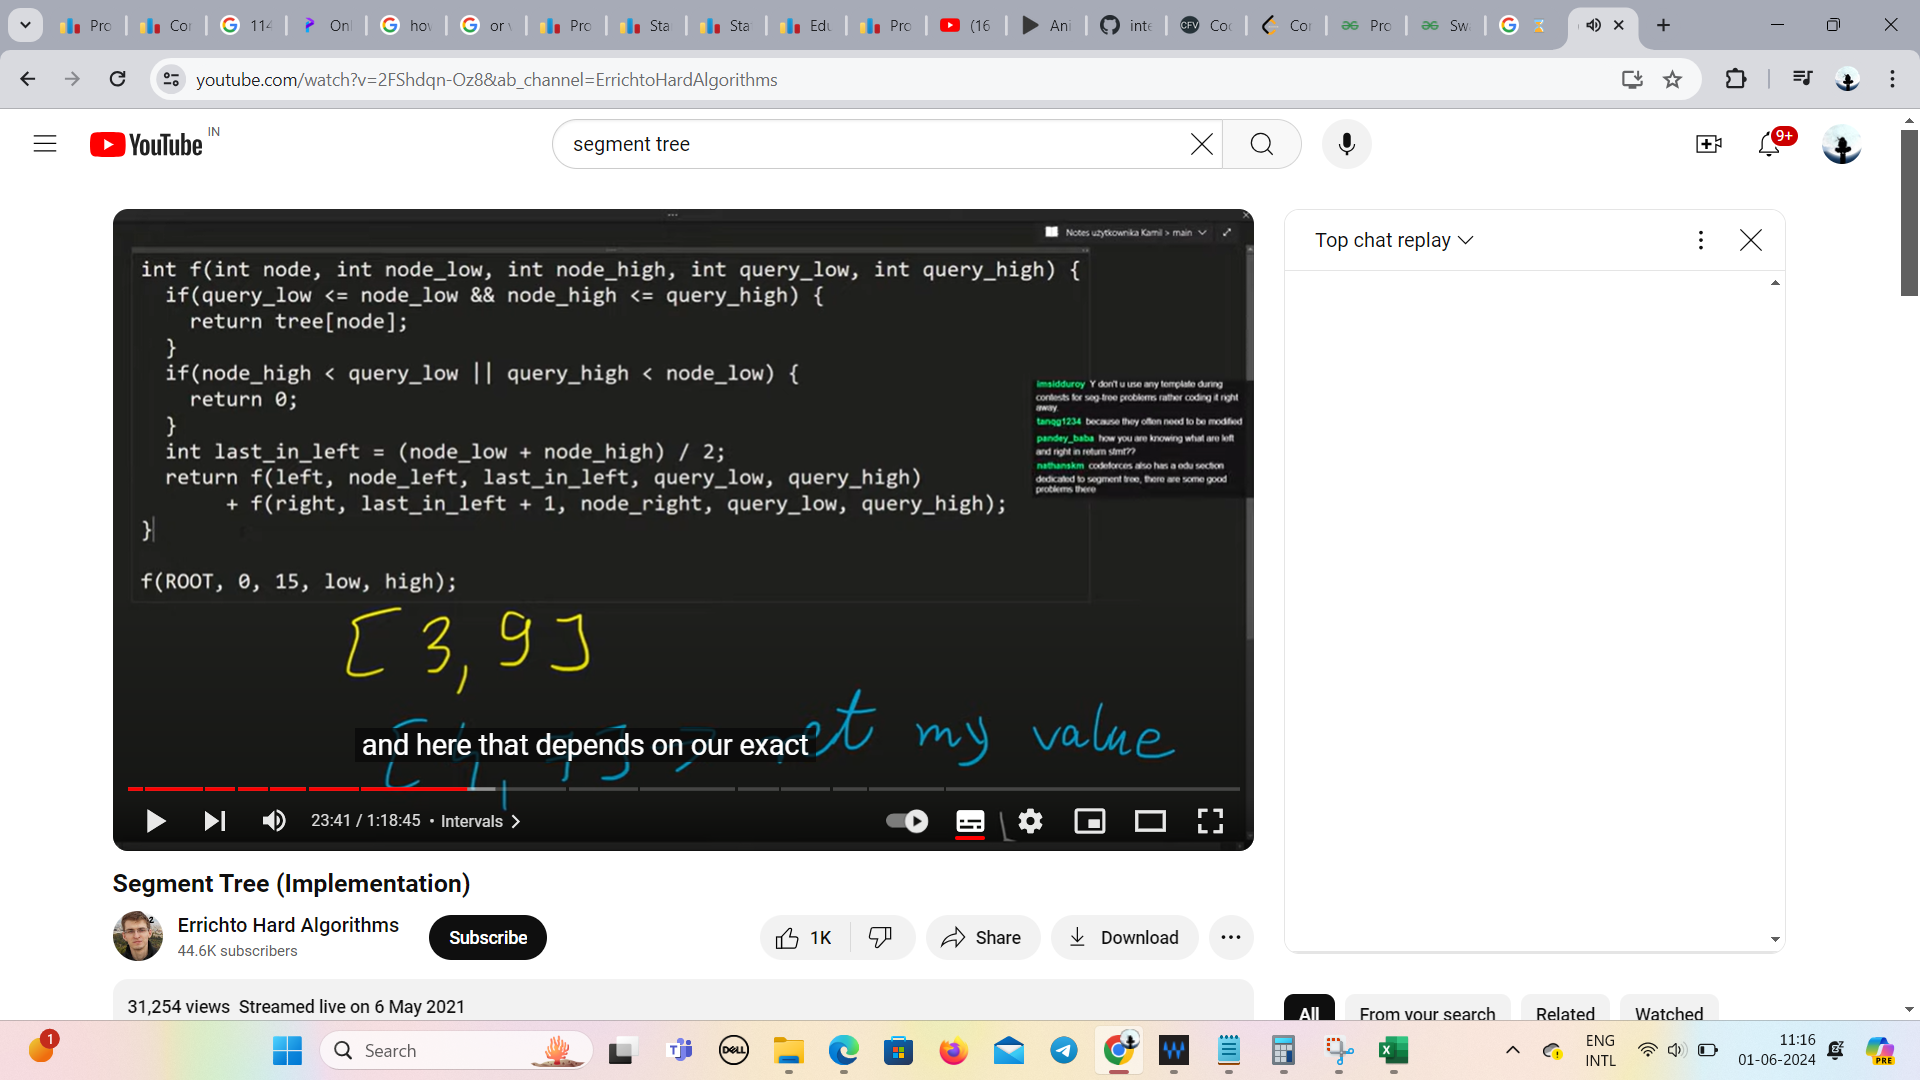 Pro
Con
114
Onl
how
or v
Pro
Sta
Sta
Edu
Pro
(16
Ani
inte
Coc
Con
Pro
Sw
youtube.com/watch?v=2FShdqn-Oz8&ab_channel=ErrichtoHardAlgorithms
YouTube IN
segment tree
9+
Notes użytkownika Kamil > main
int f(int node, int node_low, int node_high, int query_low, int query_high) {
if(query_low <= node_low && node_high <= query_high) {
return tree[node];
}
if(node_high < query_low || query_high < node_low) {
return 0;
}
int last_in_left = (node_low + node_high) / 2;
return f(left, node_left, last_in_left, query_low, query_high)
+ f(right, last_in_left + 1, node_right, query_low, query_high);
}
f(ROOT, 0, 15, low, high);
imsidduroy Y don't u use any template during
contests for seg-tree problems rather coding it right
away.
tanqg1234 because they often need to be modified
pandey_baba how you are knowing what are left
and right in return stmt??
nathanskm codeforces also has a edu section
dedicated to segment tree, there are some good
problems there
[3, 9]
my value
and here that depends on our exact
23:41 / 1:18:45 • Intervals
Top chat replay
Segment Tree (Implementation)
Errichto Hard Algorithms
44.6K subscribers
Subscribe
1K
Share
Download
31,254 views Streamed live on 6 May 2021
All
From your search
Related
Watched
1
Search
DELL
ENG
INTL
11:16
01-06-2024
PRE